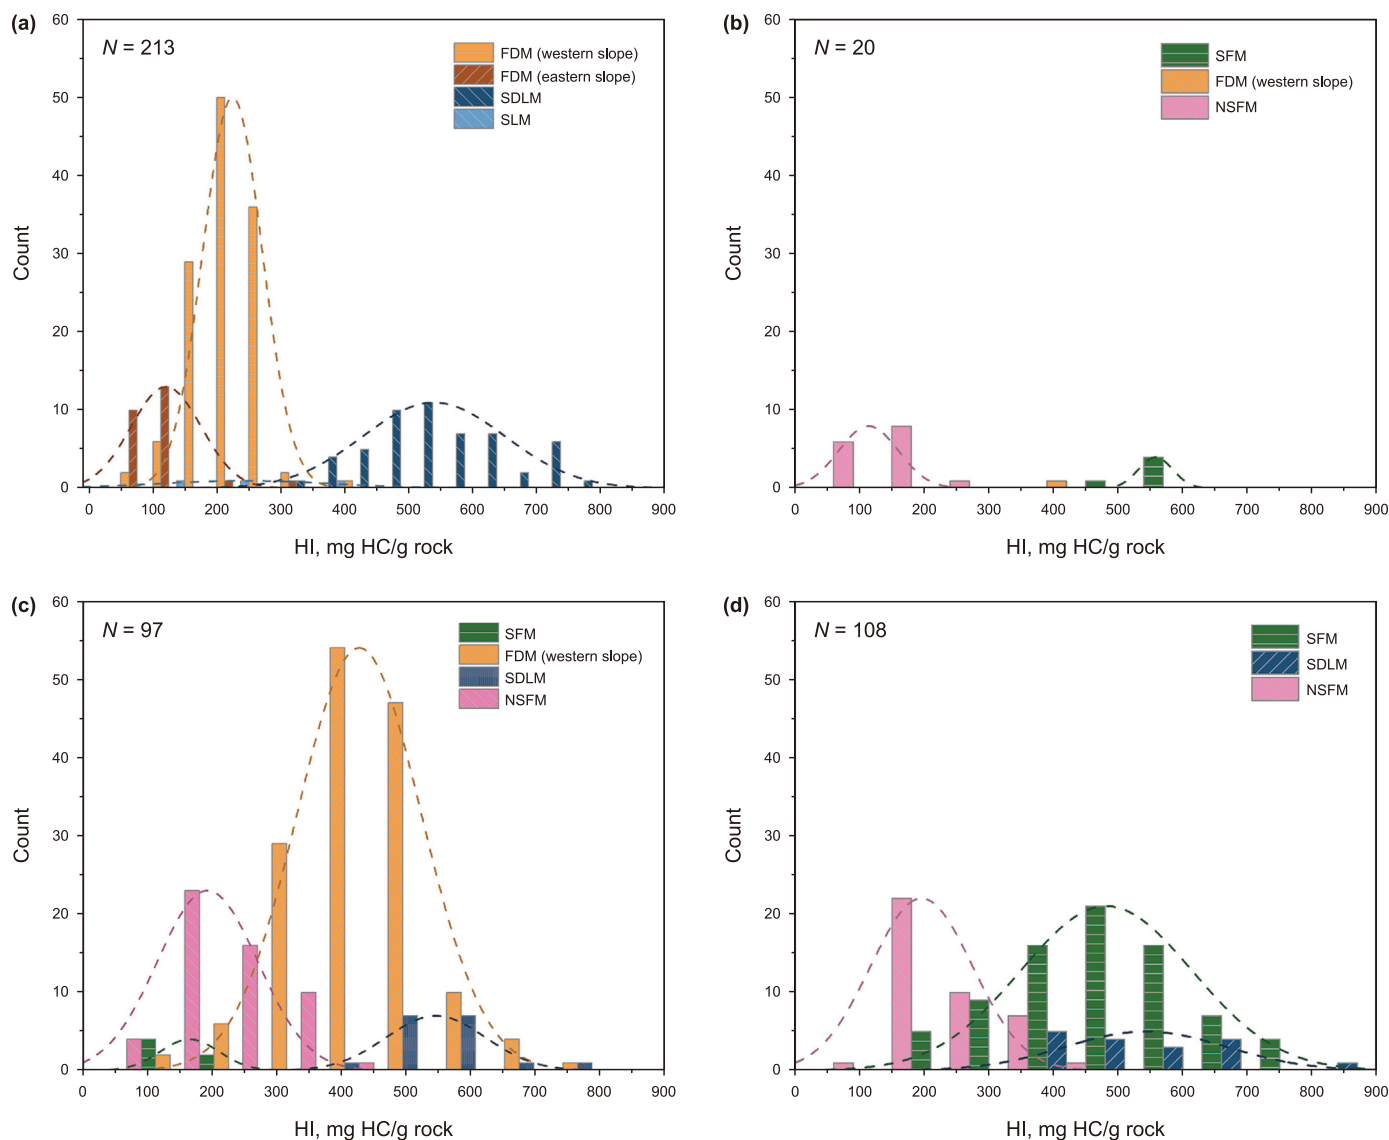 (a)
N = 213
FDM (western slope)
FDM (eastern slope)
SDLM
SLM
60
50
40
30
20
10
0
Count
0 100 200 300 400 500 600 700 800 900
HI, mg HC/g rock
(b)
N = 20
SFM
FDM (western slope)
NSFM
60
50
40
30
20
10
0
Count
0 100 200 300 400 500 600 700 800 900
HI, mg HC/g rock
(c)
N = 97
SFM
FDM (western slope)
SDLM
NSFM
60
50
40
30
20
10
0
Count
0 100 200 300 400 500 600 700 800 900
HI, mg HC/g rock
(d)
N = 108
SFM
SDLM
NSFM
60
50
40
30
20
10
0
Count
0 100 200 300 400 500 600 700 800 900
HI, mg HC/g rock